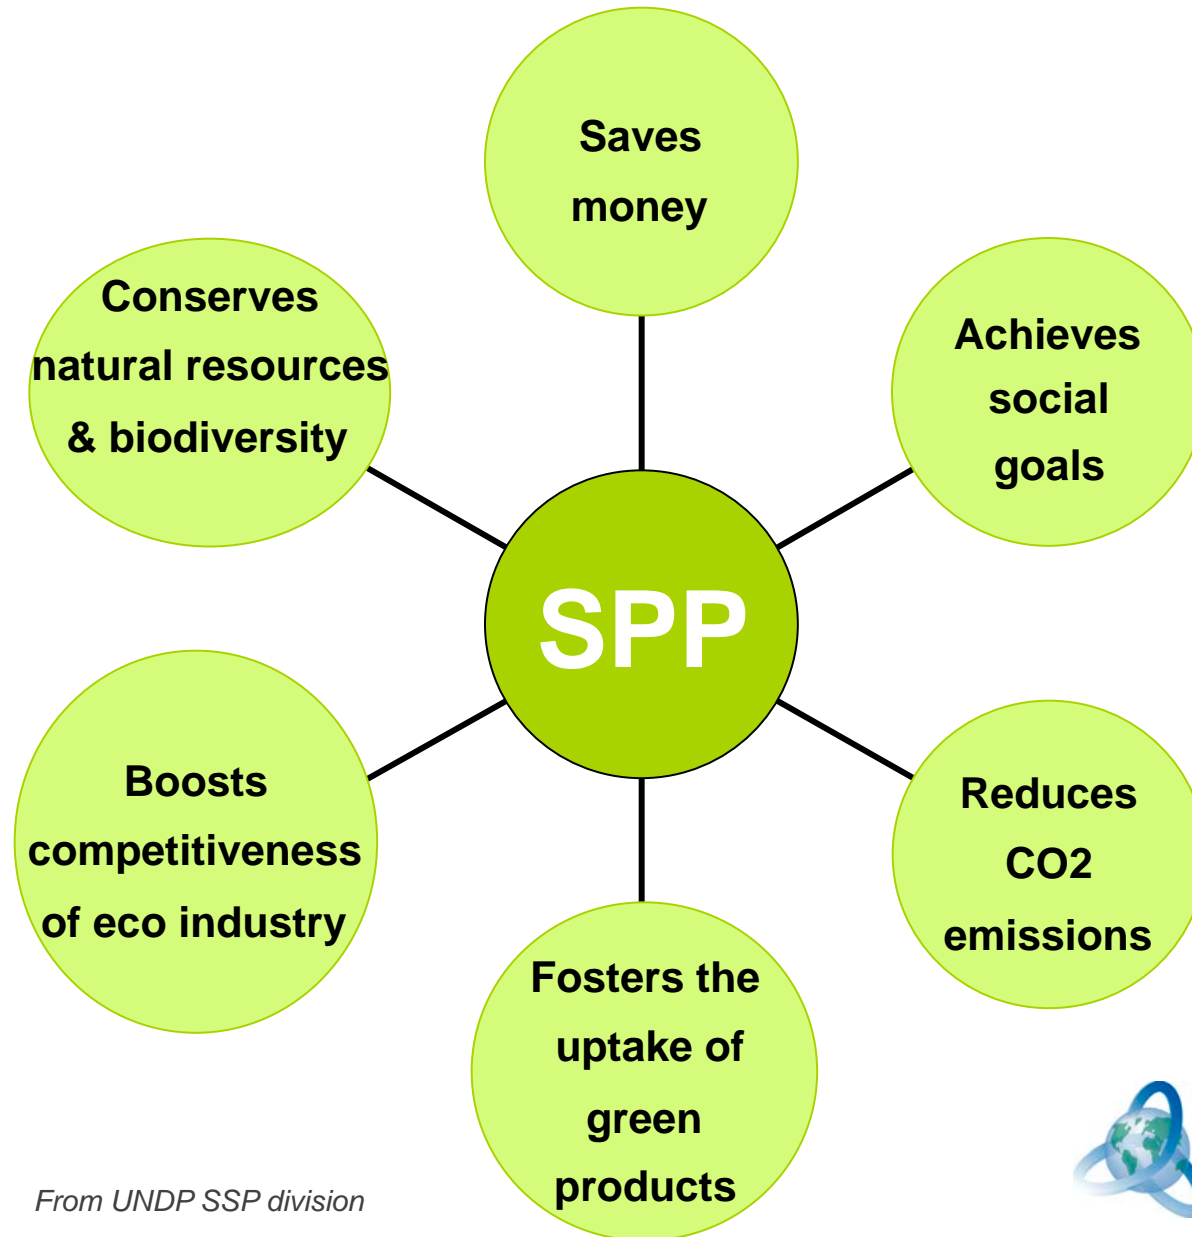 Saves
money
Conserves
natural resources
& biodiversity
Achieves
social
goals
SPP
Boosts
competitiveness
of eco industry
Reduces
CO2
emissions
Fosters the
uptake of
green
products
From UNDP SSP division